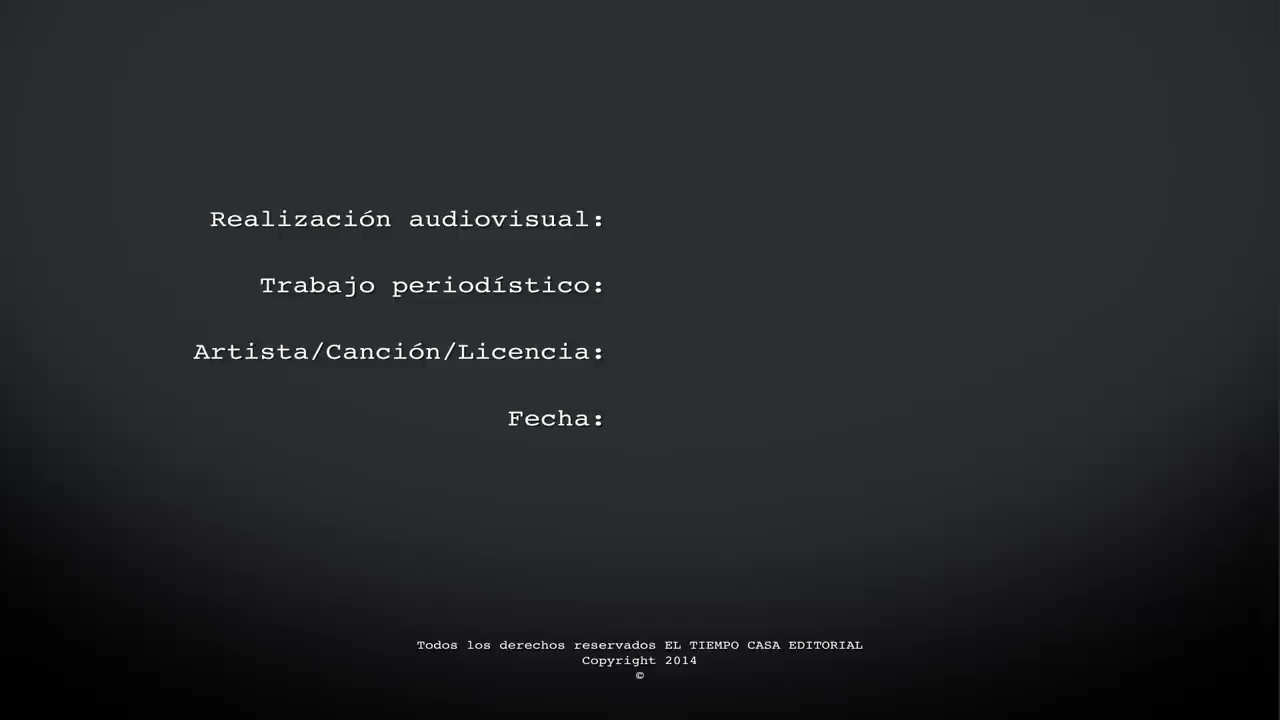 Realización audiovisual:
Trabajo periodístico:
Artista/Canción/Licencia:
Fecha:
Todos los derechos reservados EL TIEMPO CASA EDITORIAL
Copyright 2014
©